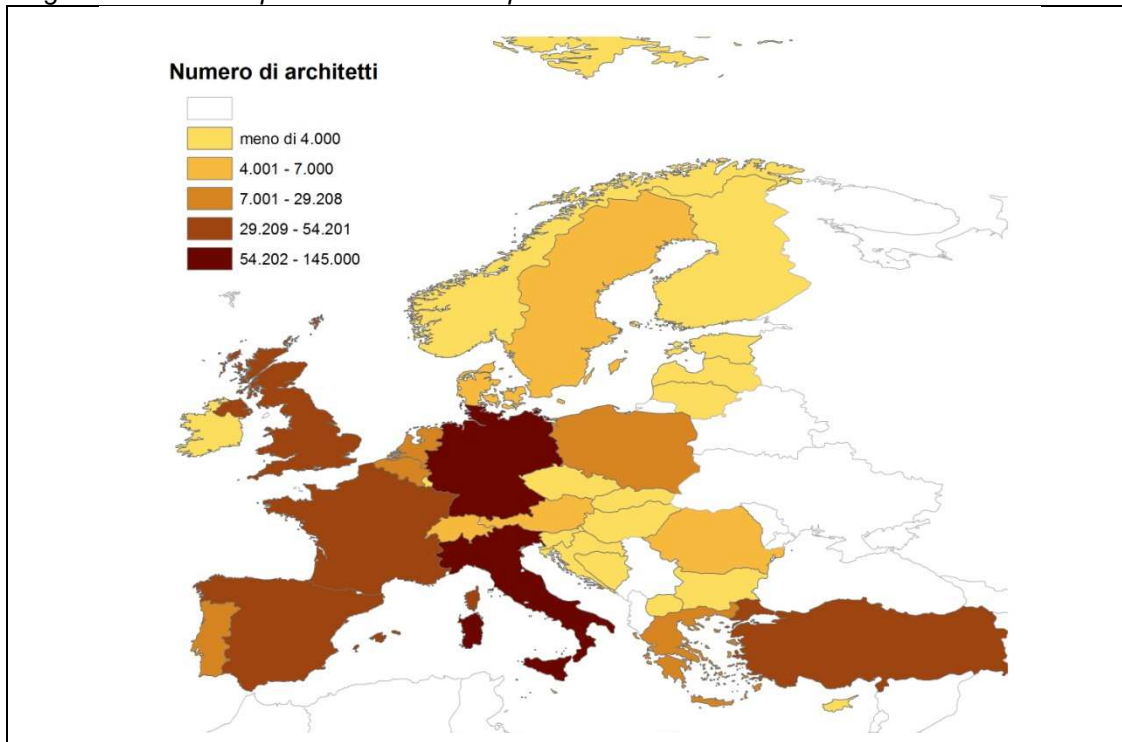 Numero di architetti
meno di 4.000
4.001 - 7.000
7.001 - 29.208
29.209 - 54.201
54.202 - 145.000